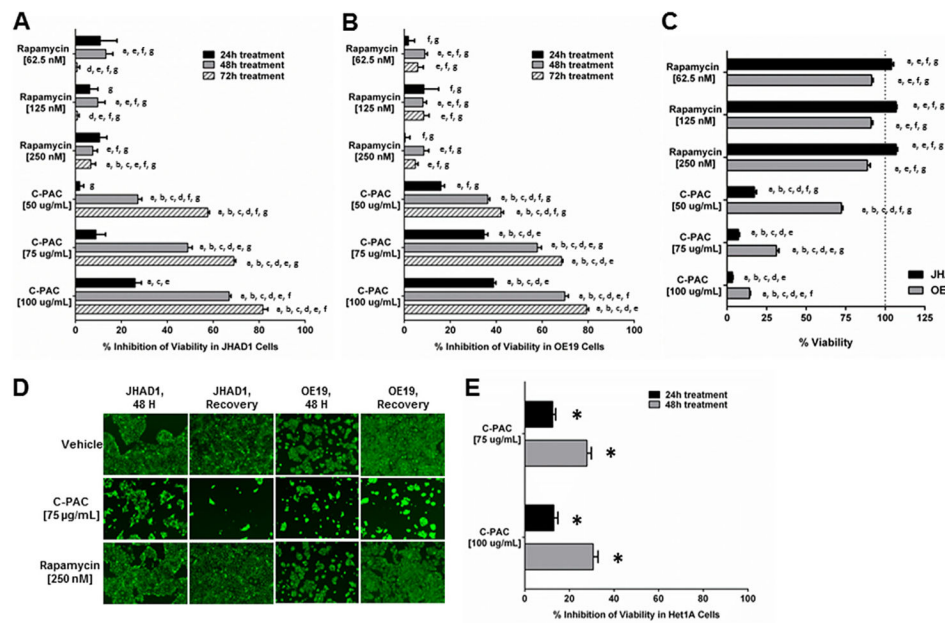 A
Rapamycin
[62.5 nM]
Rapamycin
[125 nM]
Rapamycin
[250 nM]
C-PAC
[50 ug/mL]
C-PAC
[75 ug/mL]
C-PAC
[100 ug/mL]
24h treatment
48h treatment
72h treatment
a, e, f, g
d, e, f, g
g
a, e, f, g
d, e, f, g
e, f, g
a, b, c, e, f, g
g
a, b, c, d, f, g
a, b, c, d, f, g
a, b, c, d, e, g
a, b, c, d, e, g
a, c, e
a, b, c, d, e, f
a, b, c, d, e, f
0 20 40 60 80 100
% Inhibition of Viability in JHAD1 Cells
B
Rapamycin
[62.5 nM]
Rapamycin
[125 nM]
Rapamycin
[250 nM]
C-PAC
[50 ug/mL]
C-PAC
[75 ug/mL]
C-PAC
[100 ug/mL]
24h treatment
48h treatment
72h treatment
f, g
a, e, f, g
e, f, g
f, g
a, e, f, g
e, f, g
f, g
e, f, g
e, f, g
a, f, g
a, b, c, d, f, g
a, b, c, d, f, g
a, b, c, d, e
a, b, c, d, e, g
a, b, c, d, e
a, b, c, d, e
a, b, c, d, e, f
a, b, c, d, e
0 20 40 60 80 100
% Inhibition of Viability in OE19 Cells
C
Rapamycin
[62.5 nM]
Rapamycin
[125 nM]
Rapamycin
[250 nM]
C-PAC
[50 ug/mL]
C-PAC
[75 ug/mL]
C-PAC
[100 ug/mL]
a, e, f, g
a, e, f, g
a, e, f, g
a, e, f, g
a, e, f, g
a, e, f, g
a, b, c, d, f, g
a, b, c, d, f, g
a, b, c, d, e
a, b, c, d, e, g
a, b, c, d, e
a, b, c, d, e, f
JHA
OE
0 25 50 75 100 125
% Viability
D
JHAD1,
48 H
JHAD1,
Recovery
OE19,
48 H
OE19,
Recovery
Vehicle
C-PAC
[75 µg/mL]
Rapamycin
[250 nM]
E
24h treatment
48h treatment
C-PAC
[75 ug/mL]
C-PAC
[100 ug/mL]
*
*
*
*
0 20 40 60 80 100
% Inhibition of Viability in Het1A Cells